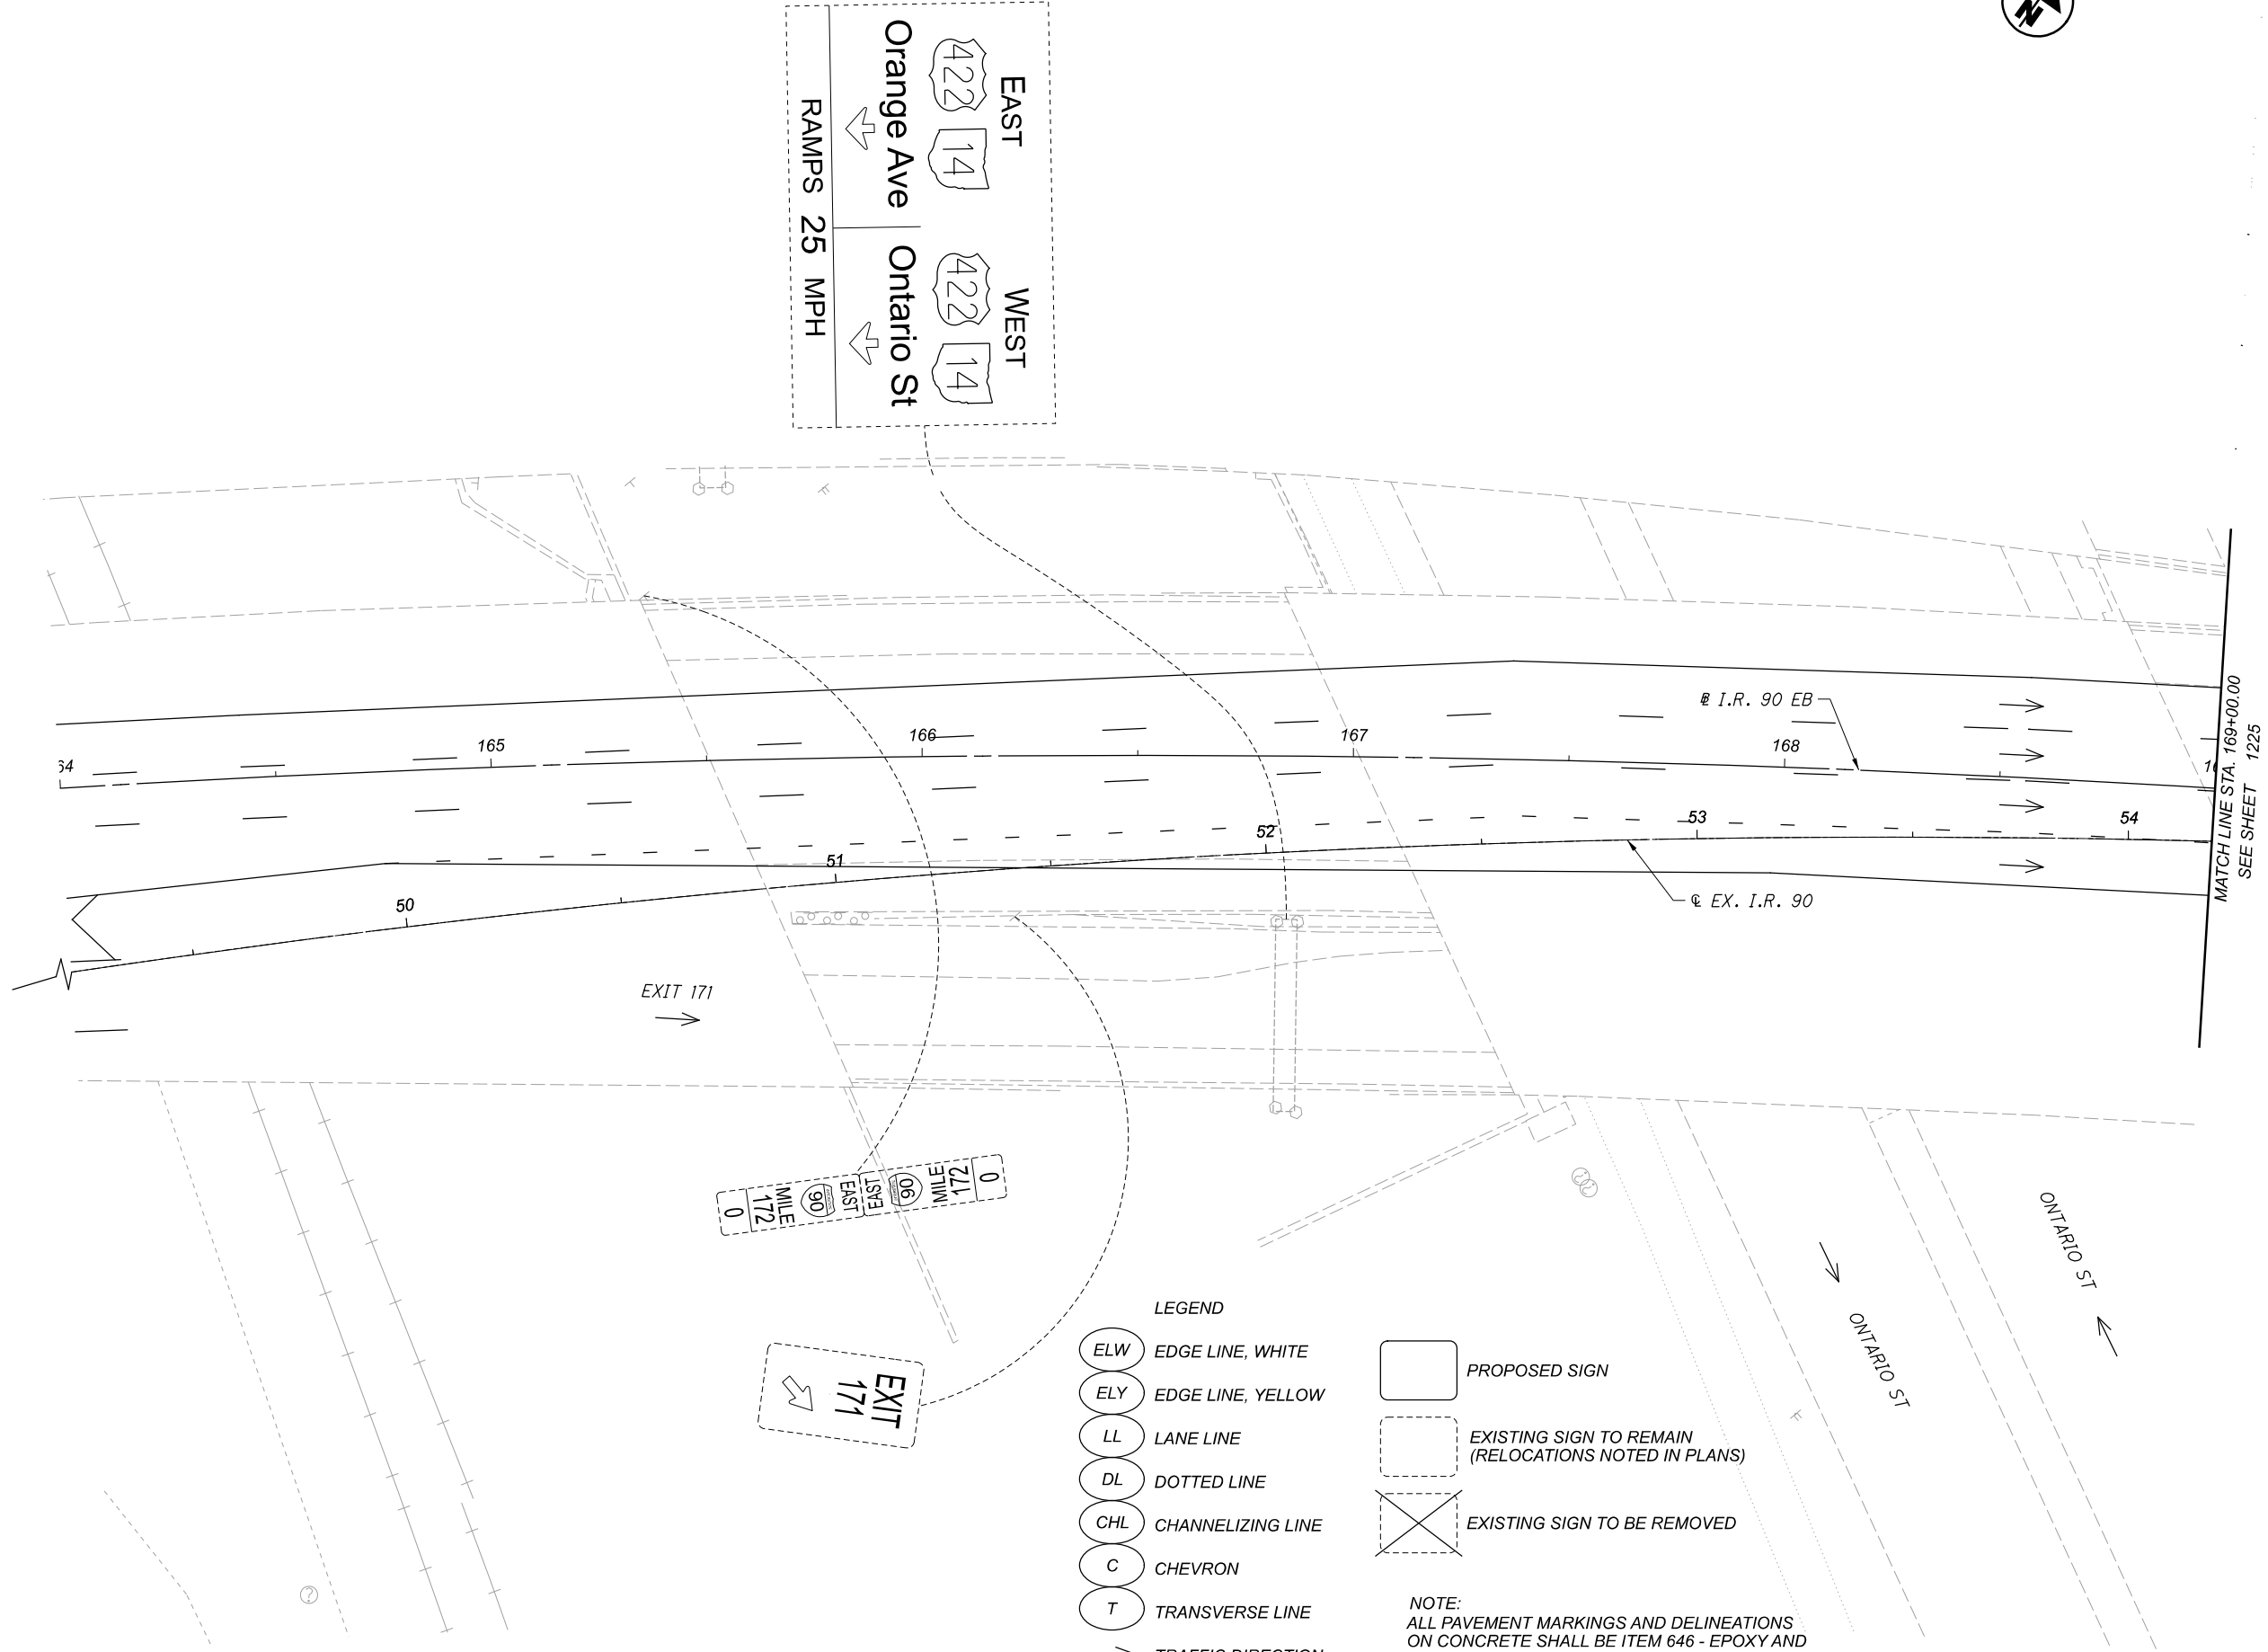 N
EAST
422 14
Orange Ave
WEST
422 14
Ontario St
RAMPS 25 MPH
℄ I.R. 90 EB
165
166
167
168
50
51
52
53
54
℄ EX. I.R. 90
MATCH LINE STA. 169+00.00
SEE SHEET 1225
EXIT 171
EAST
90
MILE
172
0
EAST
90
MILE
172
0
EXIT
171
ONTARIO ST
ONTARIO ST
LEGEND
ELW EDGE LINE, WHITE
ELY EDGE LINE, YELLOW
LL LANE LINE
DL DOTTED LINE
CHL CHANNELIZING LINE
C CHEVRON
T TRANSVERSE LINE
TRAFFIC DIRECTION
PROPOSED SIGN
EXISTING SIGN TO REMAIN
(RELOCATIONS NOTED IN PLANS)
EXISTING SIGN TO BE REMOVED
NOTE:
ALL PAVEMENT MARKINGS AND DELINEATIONS
ON CONCRETE SHALL BE ITEM 646 - EPOXY AND
?